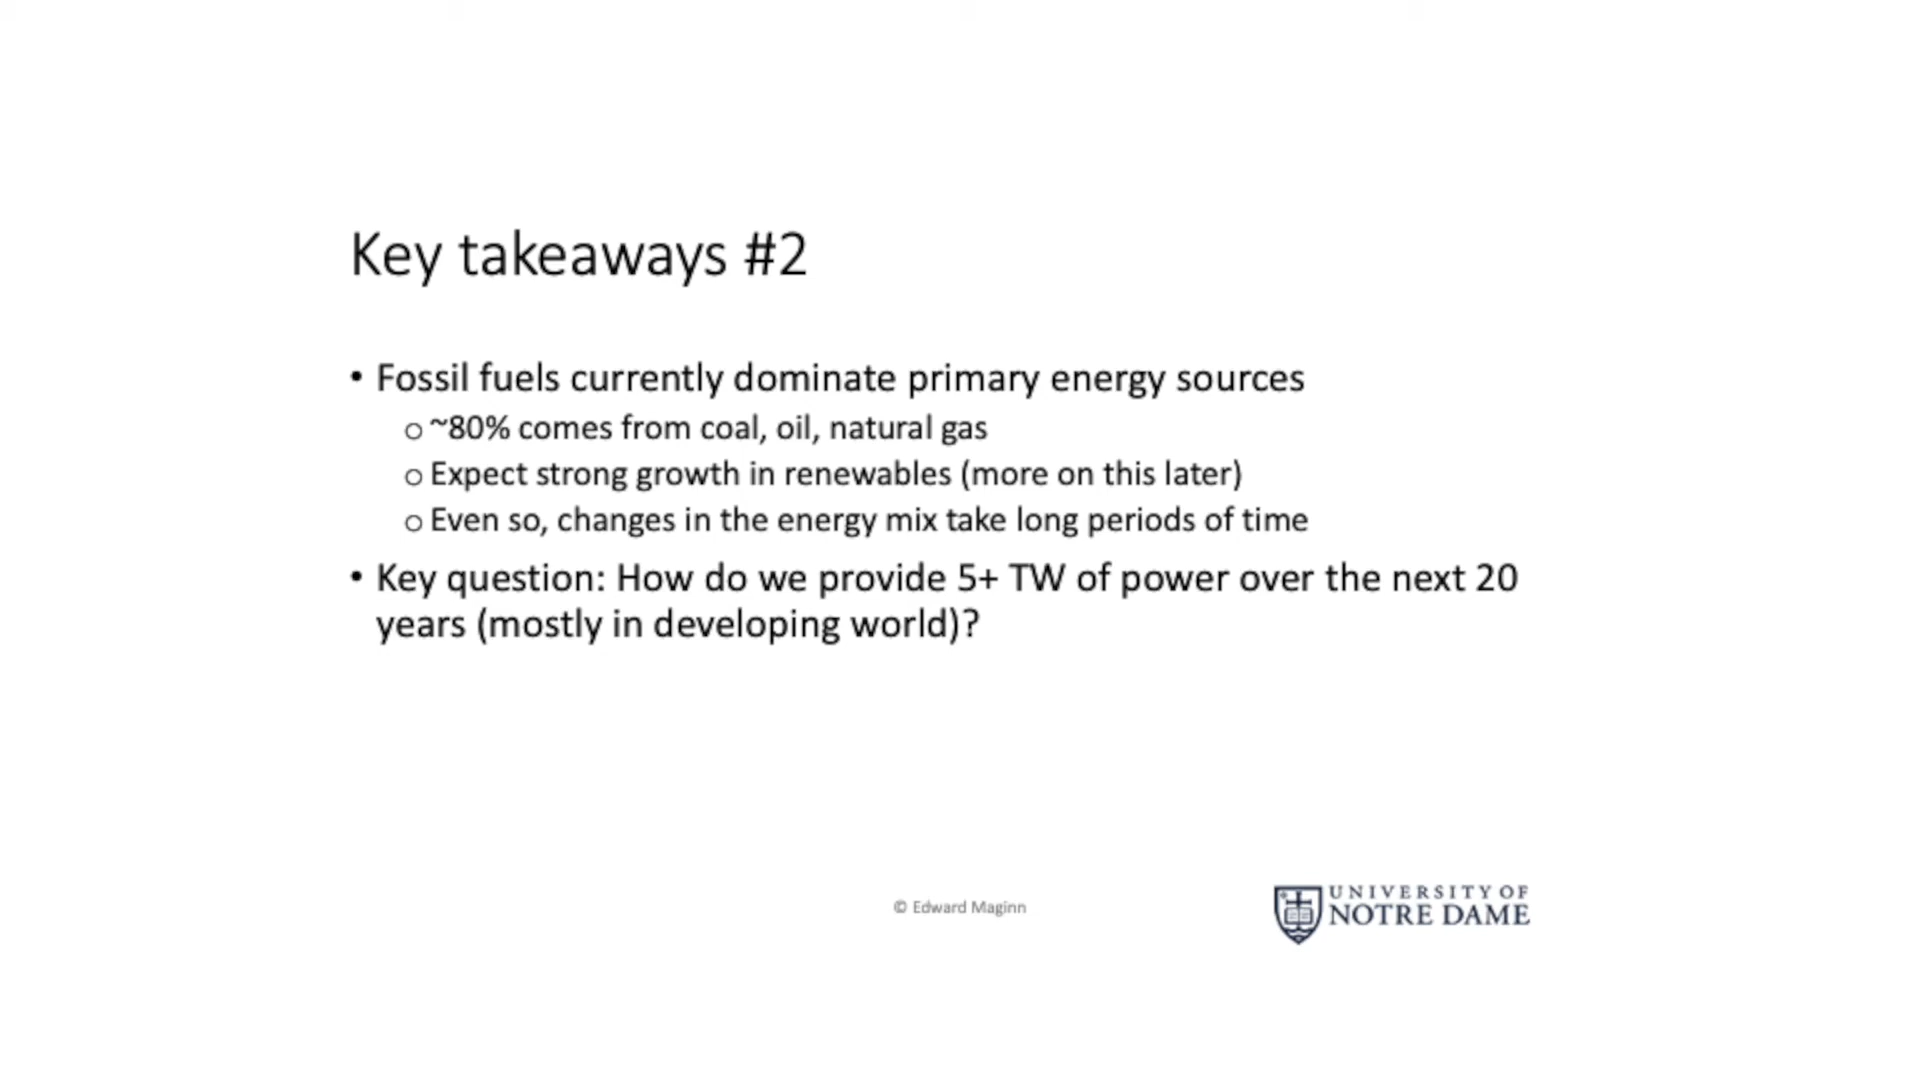 Key takeaways #2
• Fossil fuels currently dominate primary energy sources
o ~80% comes from coal, oil, natural gas
o Expect strong growth in renewables (more on this later)
o Even so, changes in the energy mix take long periods of time
• Key question: How do we provide 5+ TW of power over the next 20
years (mostly in developing world)?
© Edward Maginn
UNIVERSITY OF
NOTRE DAME